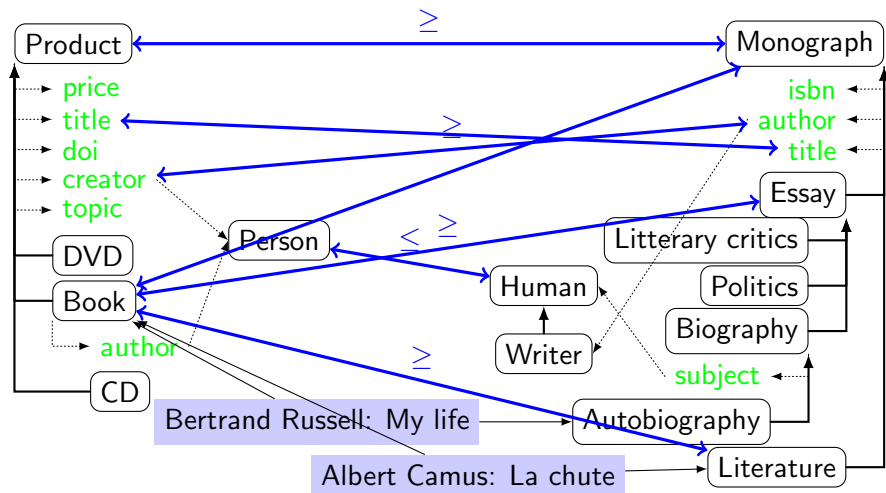 ≥
Product
Monograph
price
isbn
title
≥
author
doi
title
creator
Essay
topic
≥
Person
≤
Litterary critics
DVD
Human
Politics
Book
Biography
author
≥
Writer
subject
CD
Bertrand Russell: My life
Autobiography
Albert Camus: La chute
Literature